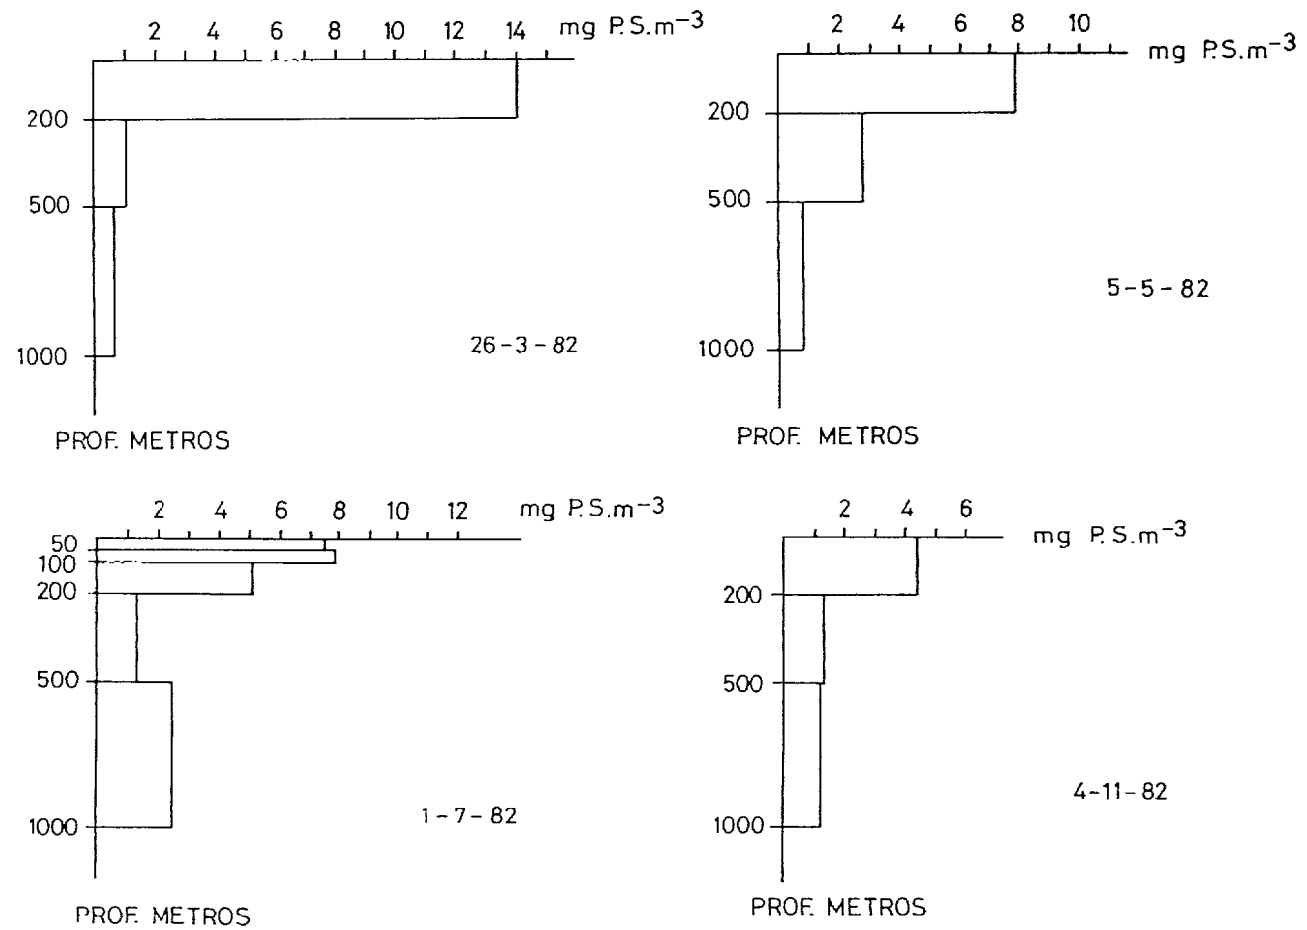 2 4 6 8 10 12 14 mg P.S.m⁻³
200
500
1000
26-3-82
PROF. METROS
2 4 6 8 10 mg P.S.m⁻³
200
500
1000
5-5-82
PROF. METROS
2 4 6 8 10 12 mg P.S.m⁻³
50
100
200
500
1000
1-7-82
PROF. METROS
2 4 6 mg P.S.m⁻³
200
500
1000
4-11-82
PROF. METROS